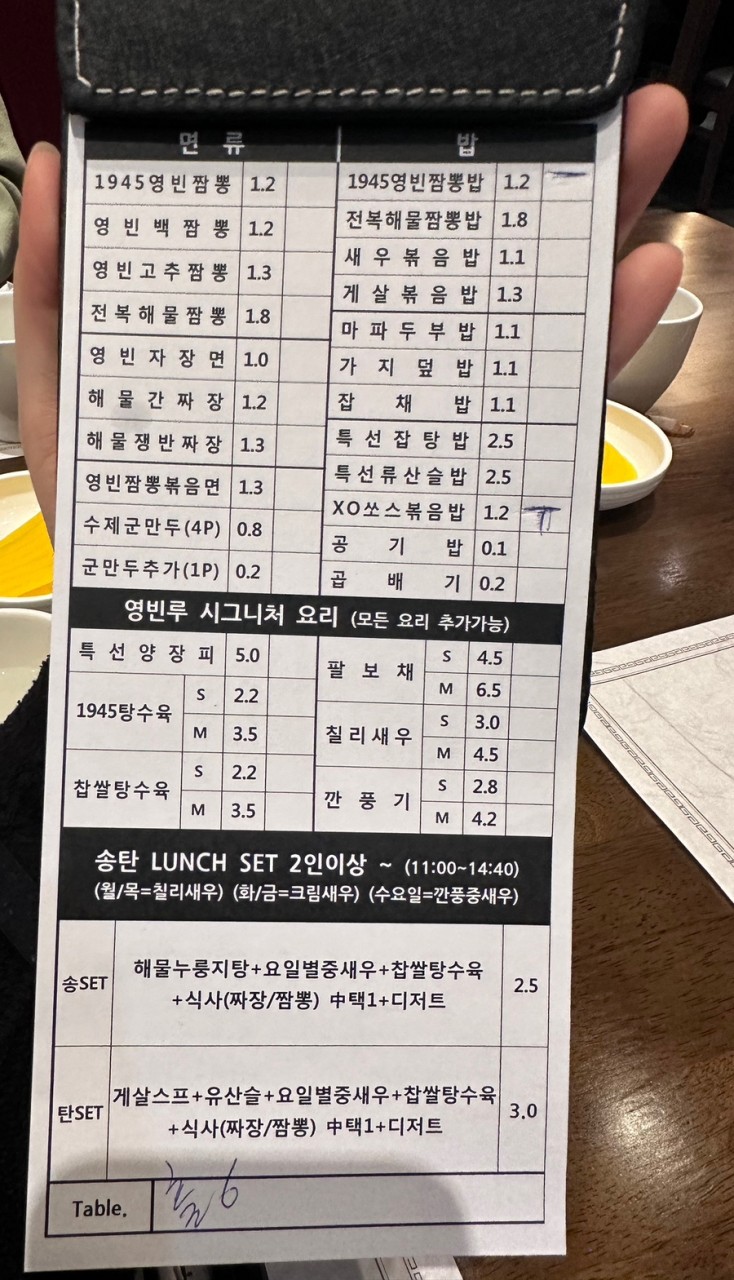 면 류
1945영빈짬뽕 1.2
영빈백짬뽕 1.2
영빈고추짬뽕 1.3
전복해물짬뽕 1.8
영빈자장면 1.0
해물간짜장 1.2
해물쟁반짜장 1.3
영빈짬뽕볶음면 1.3
수제군만두(4P) 0.8
군만두추가(1P) 0.2
밥
1945영빈짬뽕밥 1.2
전복해물짬뽕밥 1.8
새우볶음밥 1.1
게살볶음밥 1.3
마파두부밥 1.1
가지덮밥 1.1
잡채밥 1.1
특선잡탕밥 2.5
특선류산슬밥 2.5
XO쏘스볶음밥 1.2
공기밥 0.1
곱배기 0.2
영빈루 시그니처 요리 (모든 요리 추가가능)
특선양장피 5.0
1945탕수육
S 2.2
M 3.5
찹쌀탕수육
S 2.2
M 3.5
팔보채
S 4.5
M 6.5
칠리새우
S 3.0
M 4.5
깐풍기
S 2.8
M 4.2
송탄 LUNCH SET 2인이상 ~ (11:00~14:40)
(월/목=칠리새우) (화/금=크림새우) (수요일=깐풍중새우)
송SET
해물누룽지탕+요일별중새우+찹쌀탕수육
+식사(짜장/짬뽕) 中택1+디저트
2.5
탄SET
게살스프+유산슬+요일별중새우+찹쌀탕수육
+식사(짜장/짬뽕) 中택1+디저트
3.0
Table.